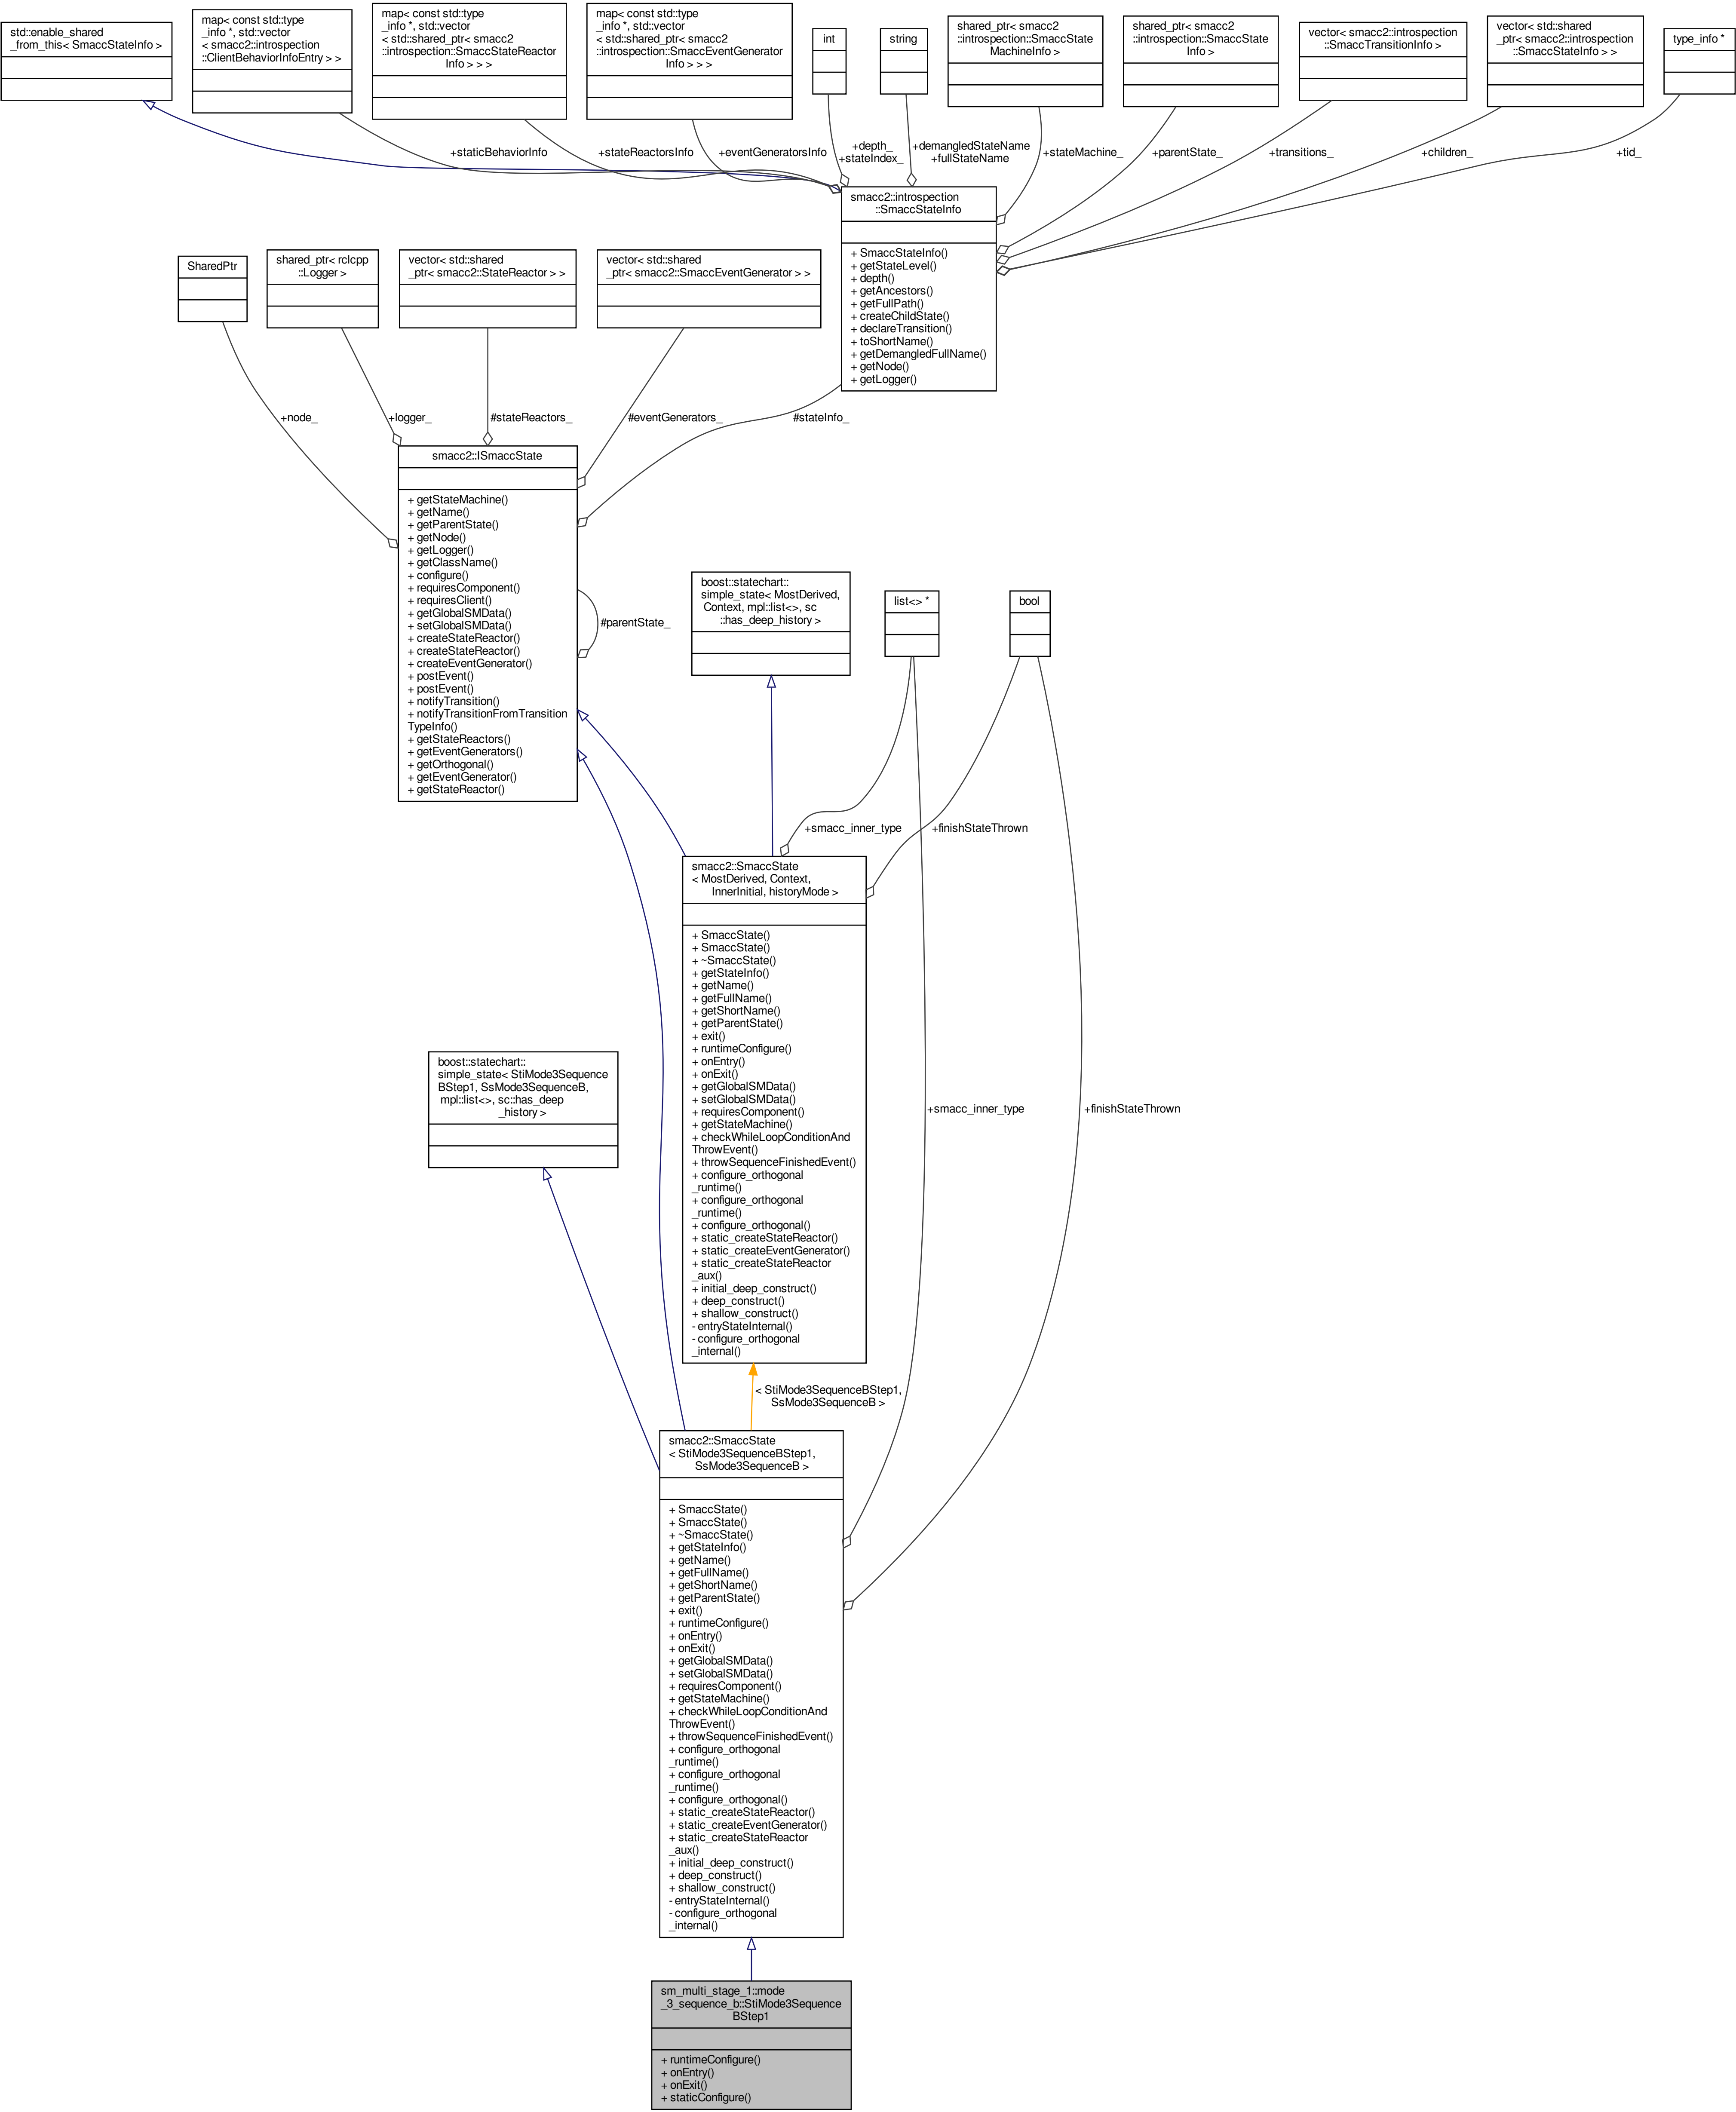 std::enable_shared
_from_this< SmaccStateInfo >
map< const std::type
_info *, std::vector
< smacc2::introspection
::ClientBehaviorInfoEntry > >
map< const std::type
_info *, std::vector
< std::shared_ptr< smacc2
::introspection::SmaccStateReactor
Info > > >
map< const std::type
_info *, std::vector
< std::shared_ptr< smacc2
::introspection::SmaccEventGenerator
Info > > >
int
string
shared_ptr< smacc2
::introspection::SmaccState
MachineInfo >
shared_ptr< smacc2
::introspection::SmaccState
Info >
vector< smacc2::introspection
::SmaccTransitionInfo >
vector< std::shared
_ptr< smacc2::introspection
::SmaccStateInfo > >
type_info *
+staticBehaviorInfo
+stateReactorsInfo
+eventGeneratorsInfo
+depth_
+stateIndex_
+demangledStateName
+fullStateName
+stateMachine_
+parentState_
+transitions_
+children_
+tid_
smacc2::introspection
::SmaccStateInfo
+ SmaccStateInfo()
+ getStateLevel()
+ depth()
+ getAncestors()
+ getFullPath()
+ createChildState()
+ declareTransition()
+ toShortName()
+ getDemangledFullName()
+ getNode()
+ getLogger()
SharedPtr
shared_ptr< rclcpp
::Logger >
vector< std::shared
_ptr< smacc2::StateReactor > >
vector< std::shared
_ptr< smacc2::SmaccEventGenerator > >
+node_
+logger_
#stateReactors_
#eventGenerators_
#stateInfo_
smacc2::ISmaccState
+ getStateMachine()
+ getName()
+ getParentState()
+ getNode()
+ getLogger()
+ getClassName()
+ configure()
+ requiresComponent()
+ requiresClient()
+ getGlobalSMData()
+ setGlobalSMData()
+ createStateReactor()
+ createStateReactor()
+ createEventGenerator()
+ postEvent()
+ postEvent()
+ notifyTransition()
+ notifyTransitionFromTransition
TypeInfo()
+ getStateReactors()
+ getEventGenerators()
+ getOrthogonal()
+ getEventGenerator()
+ getStateReactor()
#parentState_
boost::statechart::
simple_state< MostDerived,
Context, mpl::list<>, sc
::has_deep_history >
list<> *
bool
+smacc_inner_type
+finishStateThrown
smacc2::SmaccState
< MostDerived, Context,
InnerInitial, historyMode >
+ SmaccState()
+ SmaccState()
+ ~SmaccState()
+ getStateInfo()
+ getName()
+ getFullName()
+ getShortName()
+ getParentState()
+ exit()
+ runtimeConfigure()
+ onEntry()
+ onExit()
+ getGlobalSMData()
+ setGlobalSMData()
+ requiresComponent()
+ getStateMachine()
+ checkWhileLoopConditionAnd
ThrowEvent()
+ throwSequenceFinishedEvent()
+ configure_orthogonal
_runtime()
+ configure_orthogonal
_runtime()
+ configure_orthogonal()
+ static_createStateReactor()
+ static_createEventGenerator()
+ static_createStateReactor
_aux()
+ initial_deep_construct()
+ deep_construct()
+ shallow_construct()
- entryStateInternal()
- configure_orthogonal
_internal()
boost::statechart::
simple_state< StiMode3Sequence
BStep1, SsMode3SequenceB,
mpl::list<>, sc::has_deep
_history >
+smacc_inner_type
+finishStateThrown
< StiMode3SequenceBStep1,
SsMode3SequenceB >
smacc2::SmaccState
< StiMode3SequenceBStep1,
SsMode3SequenceB >
+ SmaccState()
+ SmaccState()
+ ~SmaccState()
+ getStateInfo()
+ getName()
+ getFullName()
+ getShortName()
+ getParentState()
+ exit()
+ runtimeConfigure()
+ onEntry()
+ onExit()
+ getGlobalSMData()
+ setGlobalSMData()
+ requiresComponent()
+ getStateMachine()
+ checkWhileLoopConditionAnd
ThrowEvent()
+ throwSequenceFinishedEvent()
+ configure_orthogonal
_runtime()
+ configure_orthogonal
_runtime()
+ configure_orthogonal()
+ static_createStateReactor()
+ static_createEventGenerator()
+ static_createStateReactor
_aux()
+ initial_deep_construct()
+ deep_construct()
+ shallow_construct()
- entryStateInternal()
- configure_orthogonal
_internal()
sm_multi_stage_1::mode
_3_sequence_b::StiMode3Sequence
BStep1
+ runtimeConfigure()
+ onEntry()
+ onExit()
+ staticConfigure()